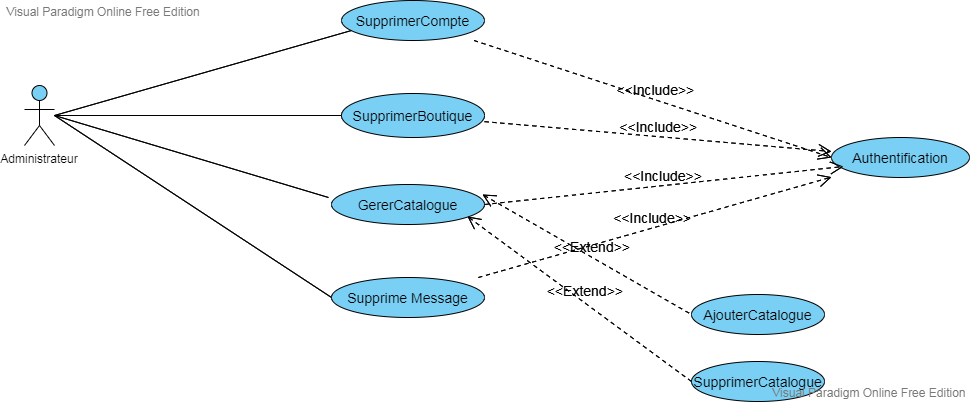 Visual Paradigm Online Free Edition
SupprimerCompte
<<Include>>
SupprimerBoutique
<<Include>>
Administrateur
Authentification
<<Include>>
GererCatalogue
<<Include>>
<<Extend>>
<<Extend>>
Supprime Message
AjouterCatalogue
SupprimerCatalogue
Visual Paradigm Online Free Edition